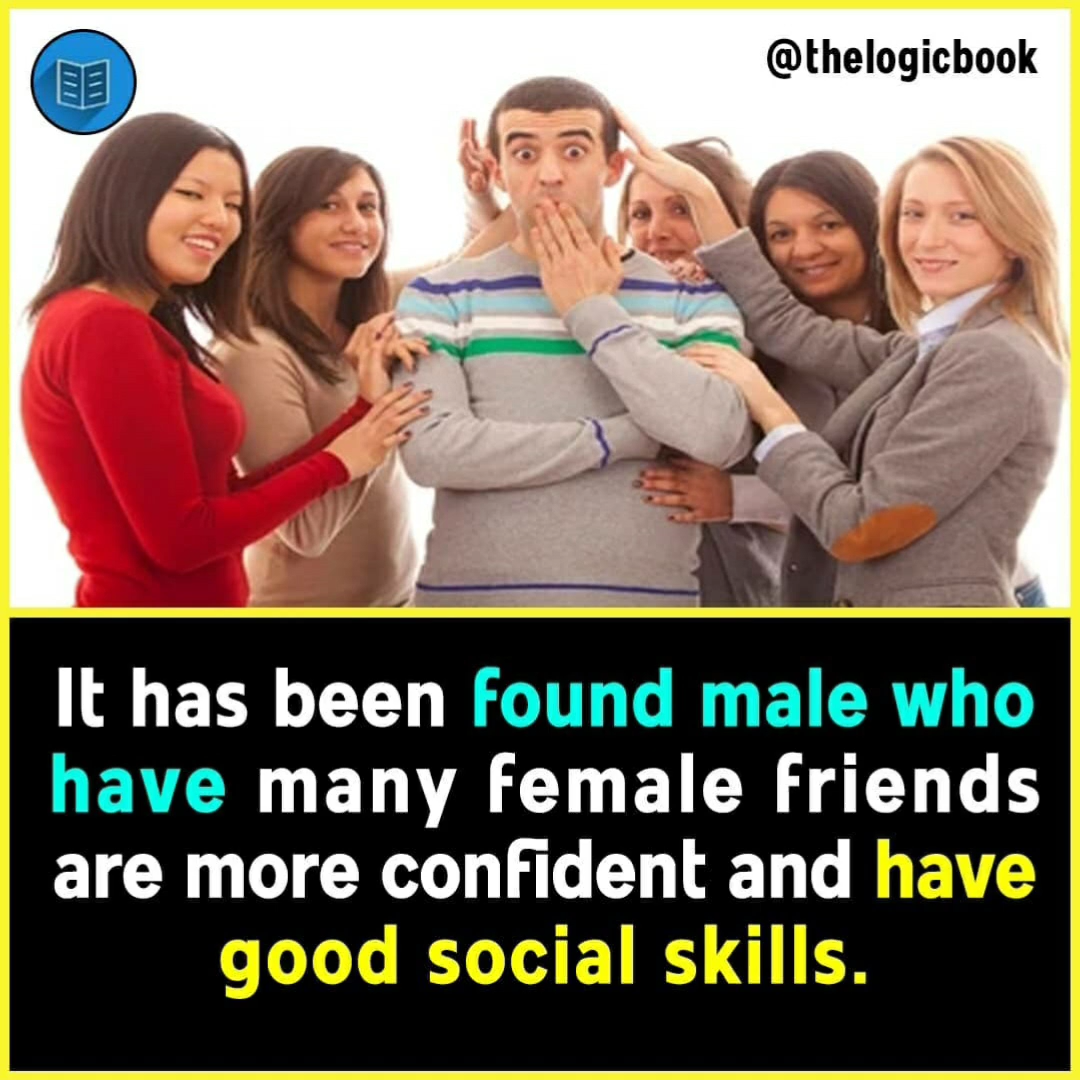 @thelogicbook
It has been found male who
have many female friends
are more confident and have
good social skills.